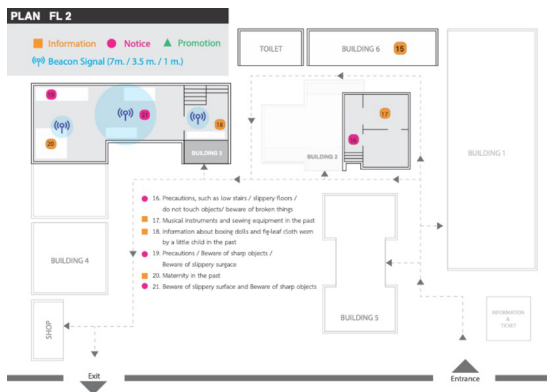 PLAN FL 2
Information Notice Promotion
Beacon Signal (7m. / 3.5 m. / 1 m.)
TOILET
BUILDING 6
15
BUILDING 1
19
21
18
20
BUILDING 3
17
16
BUILDING 2
16. Precautions, such as low stairs / slippery floors /
do not touch objects/ beware of broken things
17. Musical instruments and sewing equipment in the past
18. Information about boxing dolls and fig-leaf cloth worn
by a little child in the past
19. Precautions / Beware of sharp objects /
Beware of slippery surgace
20. Maternity in the past
21. Beware of slippery surface and Beware of sharp objects
BUILDING 4
SHOP
BUILDING 5
INFORMATION
&
TICKET
Exit
Entrance